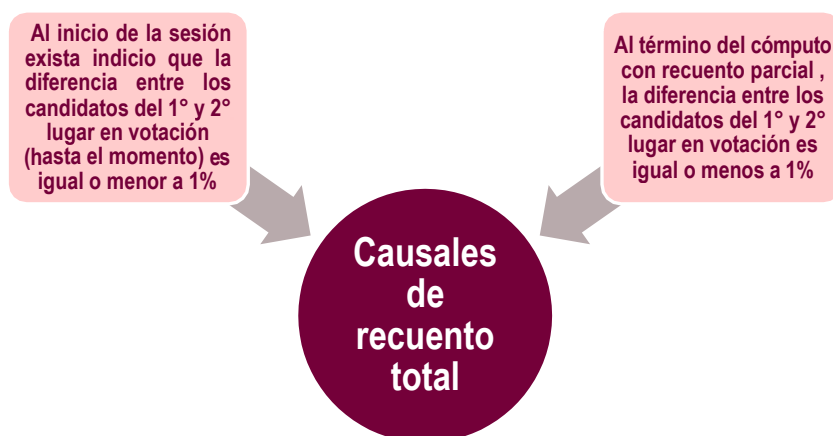 Al inicio de la sesión
exista indicio que la
diferencia entre los
candidatos del 1° y 2°
lugar en votación
(hasta el momento) es
igual o menor a 1%
Al término del cómputo
con recuento parcial ,
la diferencia entre los
candidatos del 1° y 2°
lugar en votación es
igual o menos a 1%
Causales
de
recuento
total